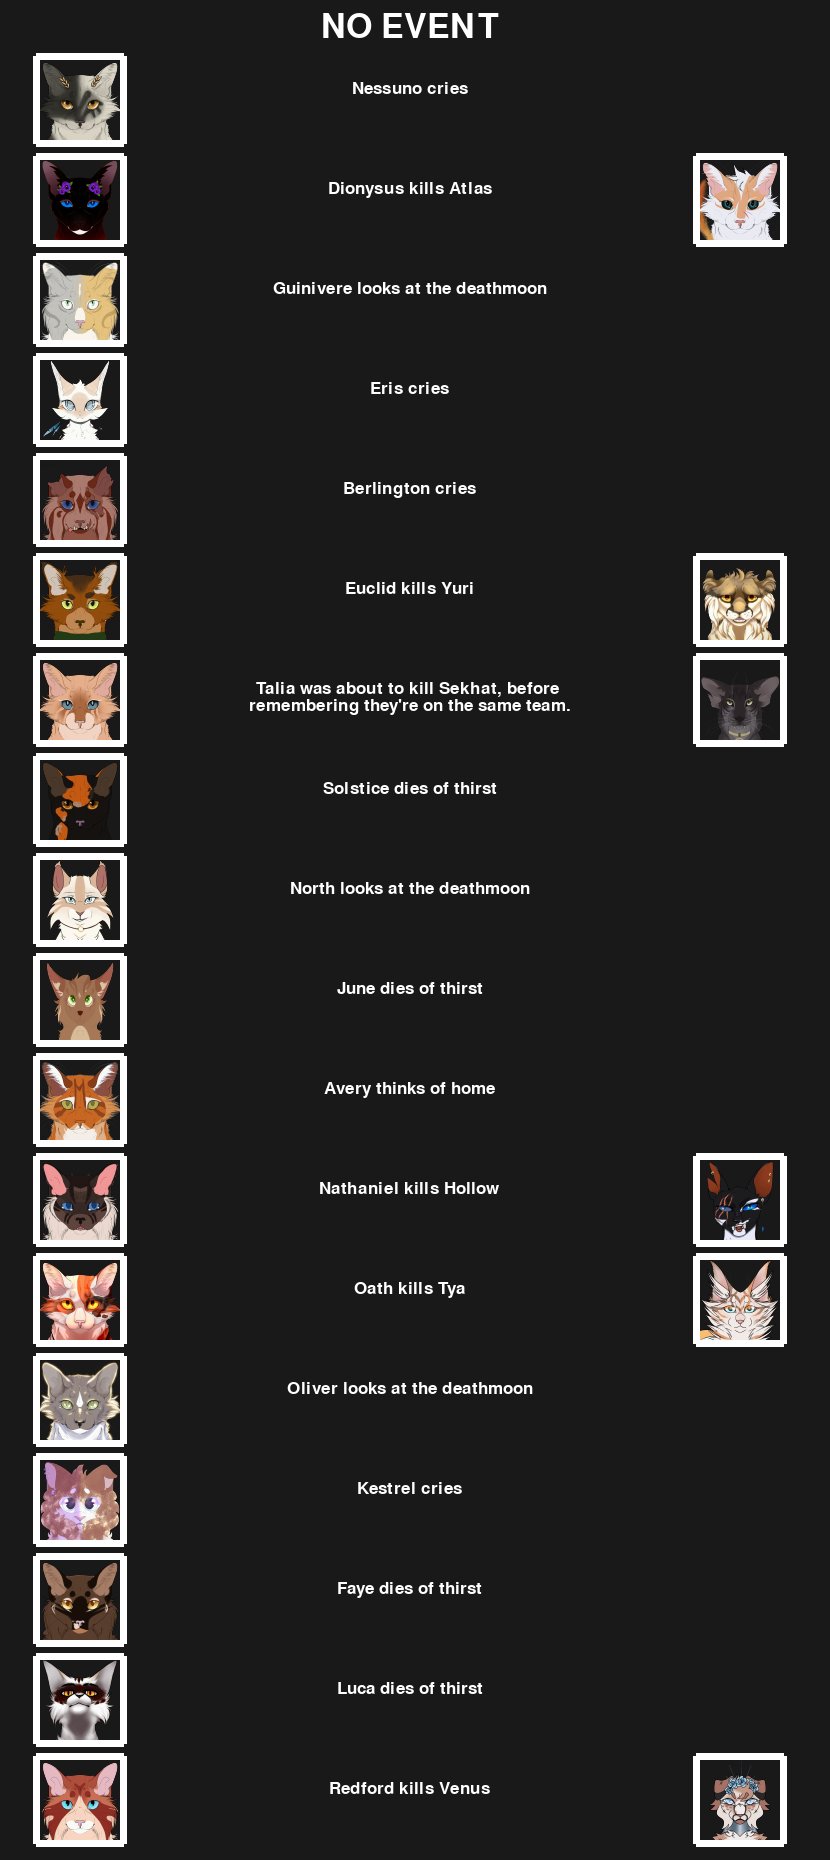 NO EVENT
Nessuno cries
Dionysus kills Atlas
Guinivere looks at the deathmoon
Eris cries
Berlington cries
Euclid kills Yuri
Talia was about to kill Sekhat, before
remembering they're on the same team.
Solstice dies of thirst
North looks at the deathmoon
June dies of thirst
Avery thinks of home
Nathaniel kills Hollow
Oath kills Tya
Oliver looks at the deathmoon
Kestrel cries
Faye dies of thirst
Luca dies of thirst
Redford kills Venus